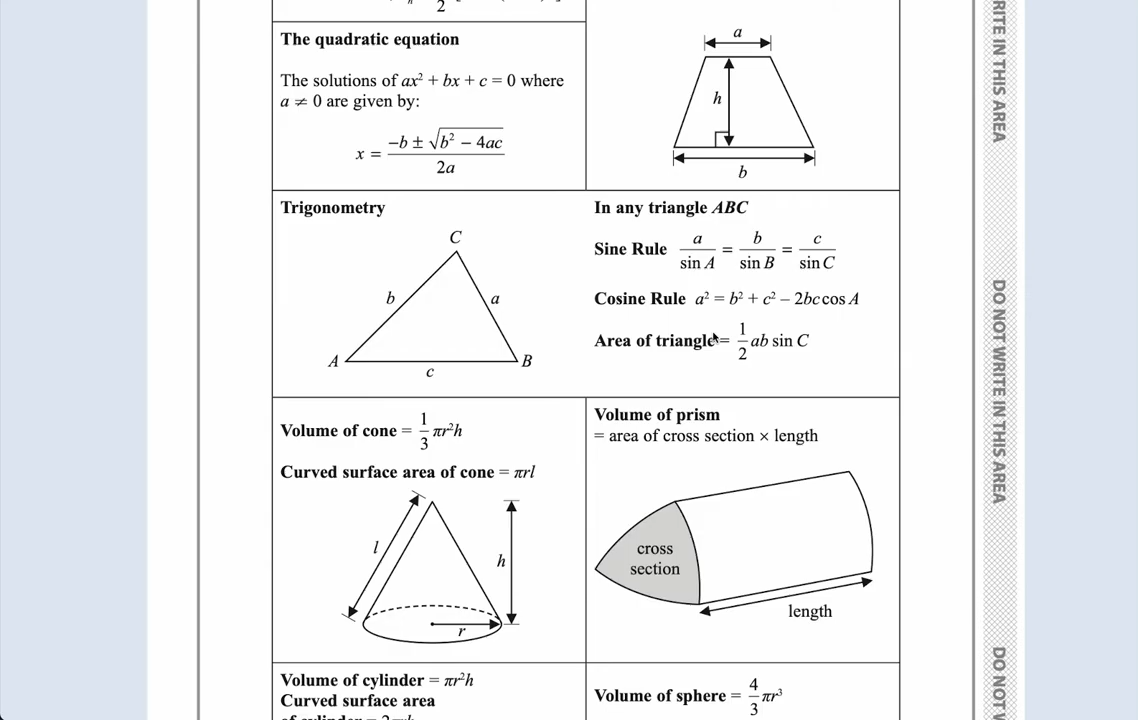 2
The quadratic equation
The solutions of ax² + bx + c = 0 where
a ≠ 0 are given by:
x = (−b ± √(b² − 4ac)) / 2a
a
h
b
Trigonometry
C
b
a
A
B
c
In any triangle ABC
Sine Rule a/sin A = b/sin B = c/sin C
Cosine Rule a² = b² + c² − 2bc cos A
Area of triangle = 1/2 ab sin C
Volume of cone = 1/3 πr²h
Curved surface area of cone = πrl
l
h
r
Volume of prism
= area of cross section × length
cross
section
length
Volume of cylinder = πr²h
Curved surface area
Volume of sphere = 4/3 πr³
RITE IN THIS AREA
DO NOT WRITE IN THIS AREA
DO NOT